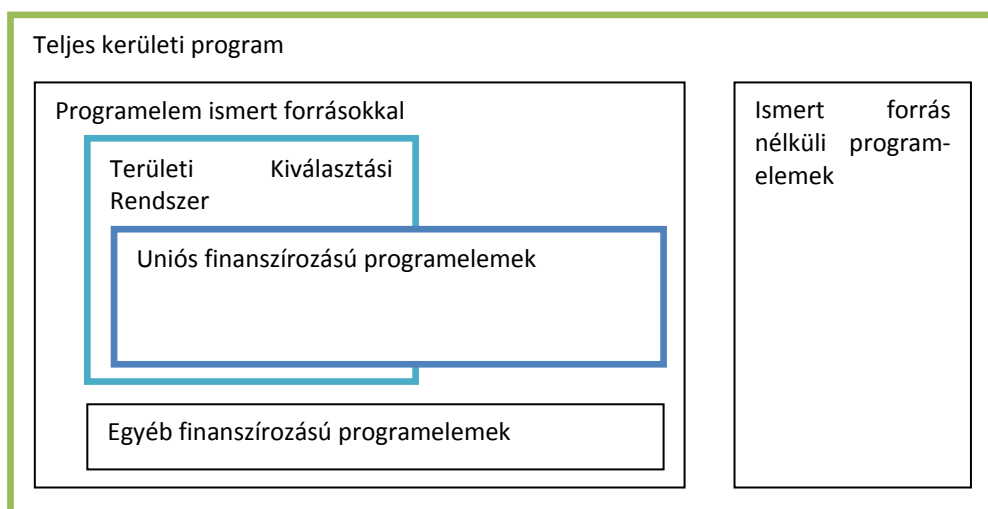 Teljes kerületi program
Programelem ismert forrásokkal
Területi Kiválasztási
Rendszer
Uniós finanszírozású programelemek
Egyéb finanszírozású programelemek
Ismert forrás
nélküli program-
elemek